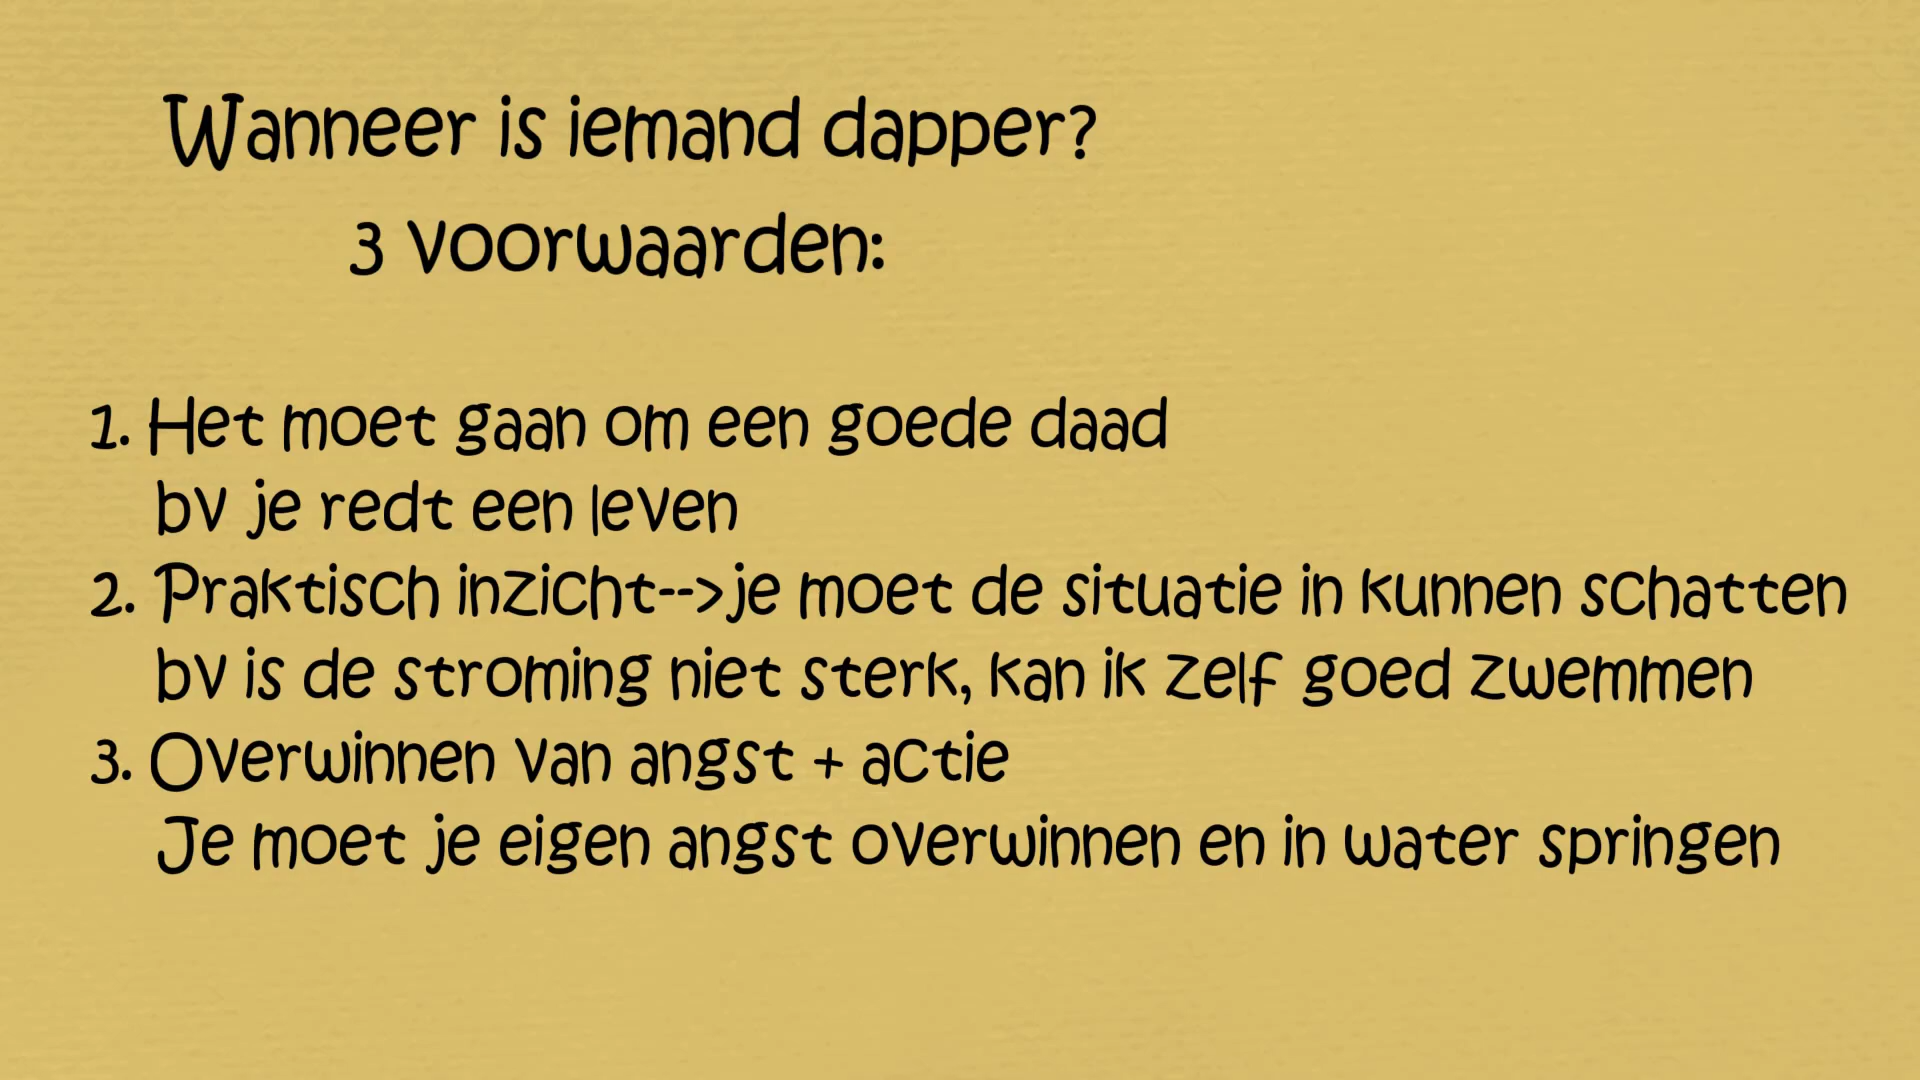 Wanneer is iemand dapper?
3 voorwaarden:
1. Het moet gaan om een goede daad
bv je redt een leven
2. Praktisch inzicht-->je moet de situatie in kunnen schatten
bv is de stroming niet sterk, kan ik zelf goed zwemmen
3. Overwinnen van angst + actie
Je moet je eigen angst overwinnen en in water springen